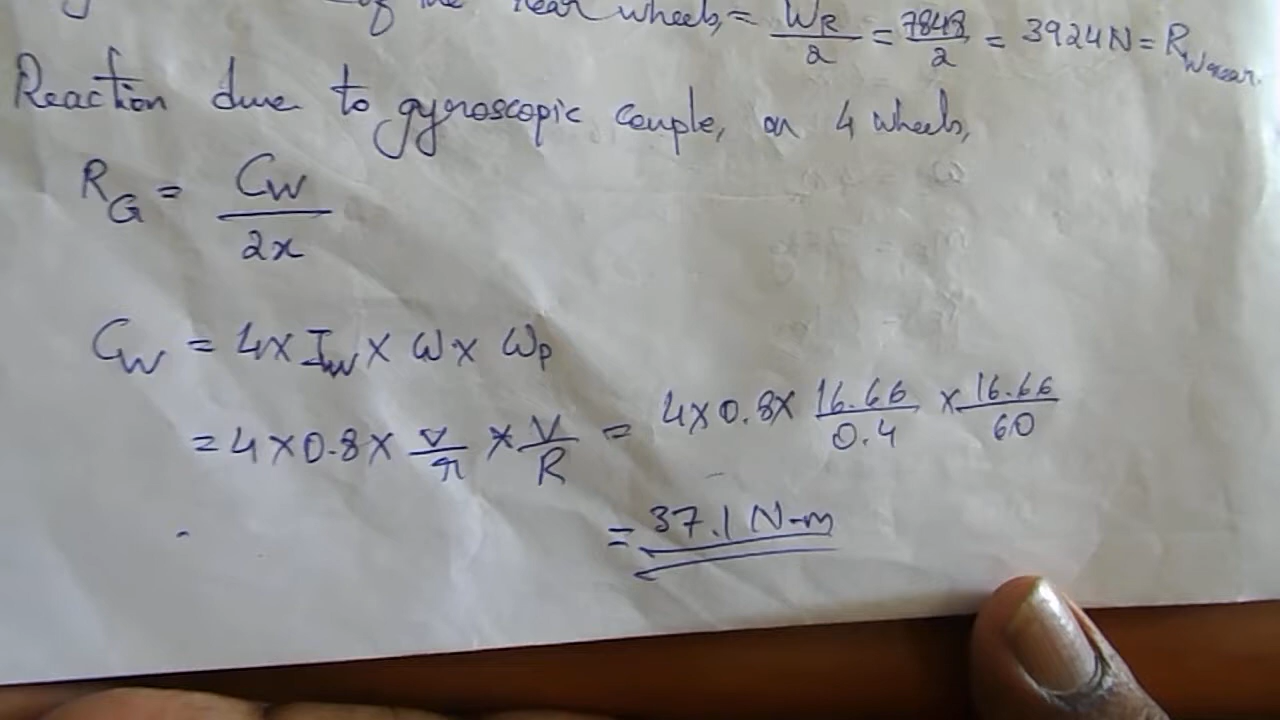 of the rear wheels, = W_R/2 = 7848/2 = 3924N = R_W rear.
Reaction due to gyroscopic couple, on 4 wheels,
R_G = C_W/2x
C_W = 4 x I_W x ω x ω_P
= 4 x 0.8 x v/r x V/R = 4 x 0.8 x 16.66/0.4 x 16.66/60
= 37.1 N-m